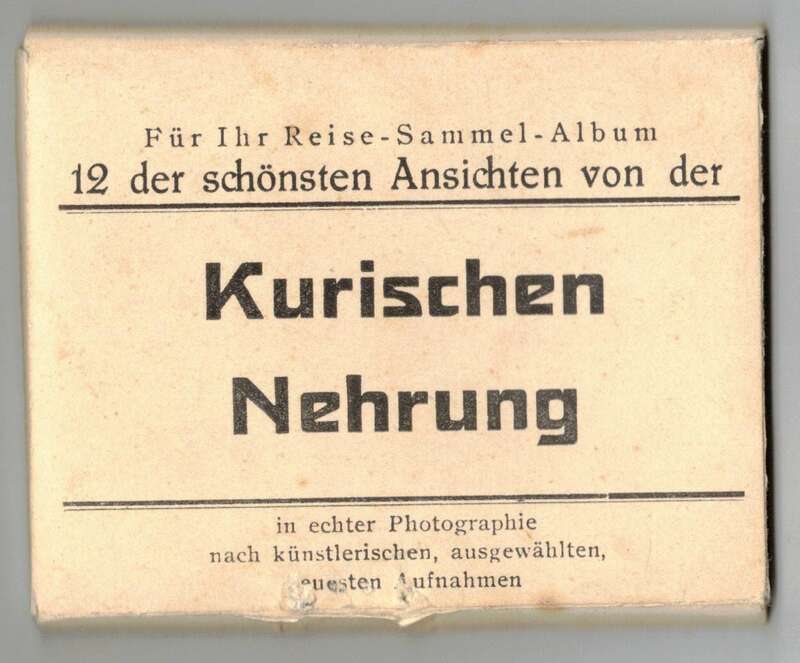 Für Ihr Reise-Sammel-Album
12 der schönsten Ansichten von der
Kurischen
Nehrung
in echter Photographie
nach künstlerischen, ausgewählten,
euesten Aufnahmen